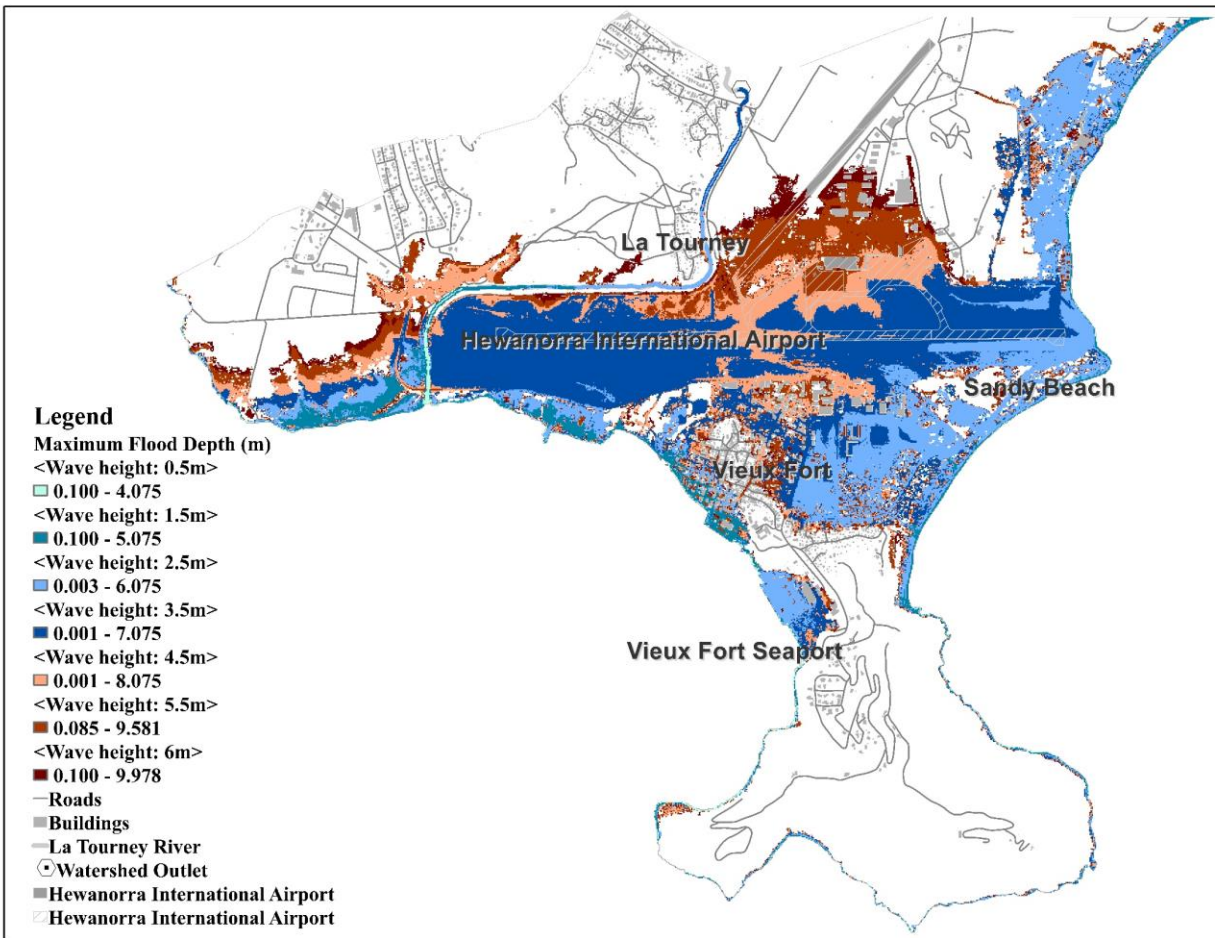 La Tourney
Hewanorra International Airport
Sandy Beach
Vieux Fort
Vieux Fort Seaport
Legend
Maximum Flood Depth (m)
<Wave height: 0.5m>
0.100 - 4.075
<Wave height: 1.5m>
0.100 - 5.075
<Wave height: 2.5m>
0.003 - 6.075
<Wave height: 3.5m>
0.001 - 7.075
<Wave height: 4.5m>
0.001 - 8.075
<Wave height: 5.5m>
0.085 - 9.581
<Wave height: 6m>
0.100 - 9.978
Roads
Buildings
La Tourney River
Watershed Outlet
Hewanorra International Airport
Hewanorra International Airport